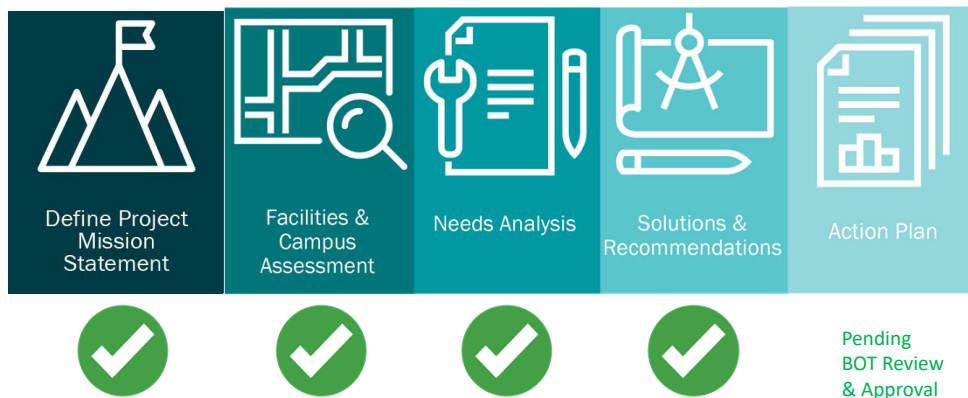 Define Project
Mission
Statement
Facilities &
Campus
Assessment
Needs Analysis
Solutions &
Recommendations
Action Plan
Pending
BOT Review
& Approval